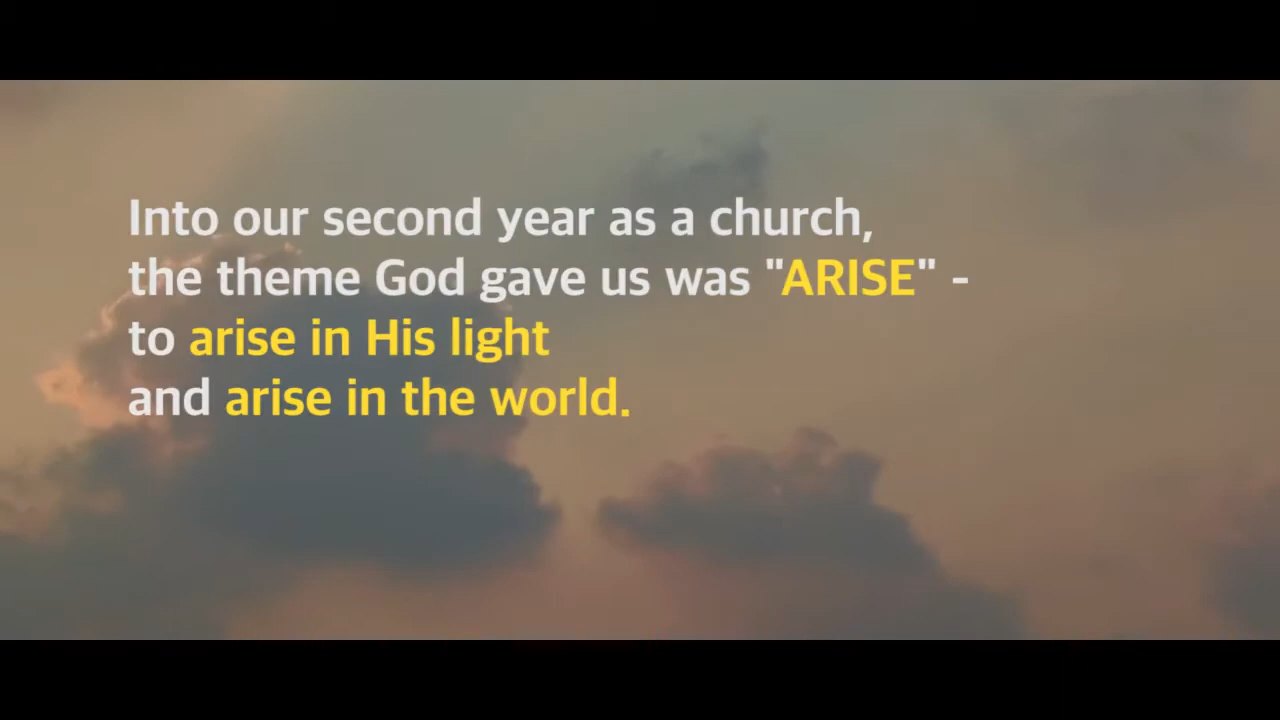 Into our second year as a church,
the theme God gave us was "ARISE" -
to arise in His light
and arise in the world.